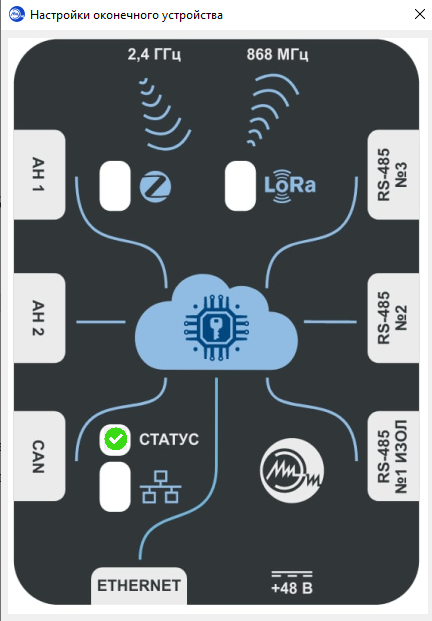 Настройки оконечного устройства
2,4 ГГц
868 МГц
АН 1
LoRa
RS-485
№3
АН 2
RS-485
№2
CAN
СТАТУС
RS-485
№1 ИЗОЛ
ETHERNET
+48 В